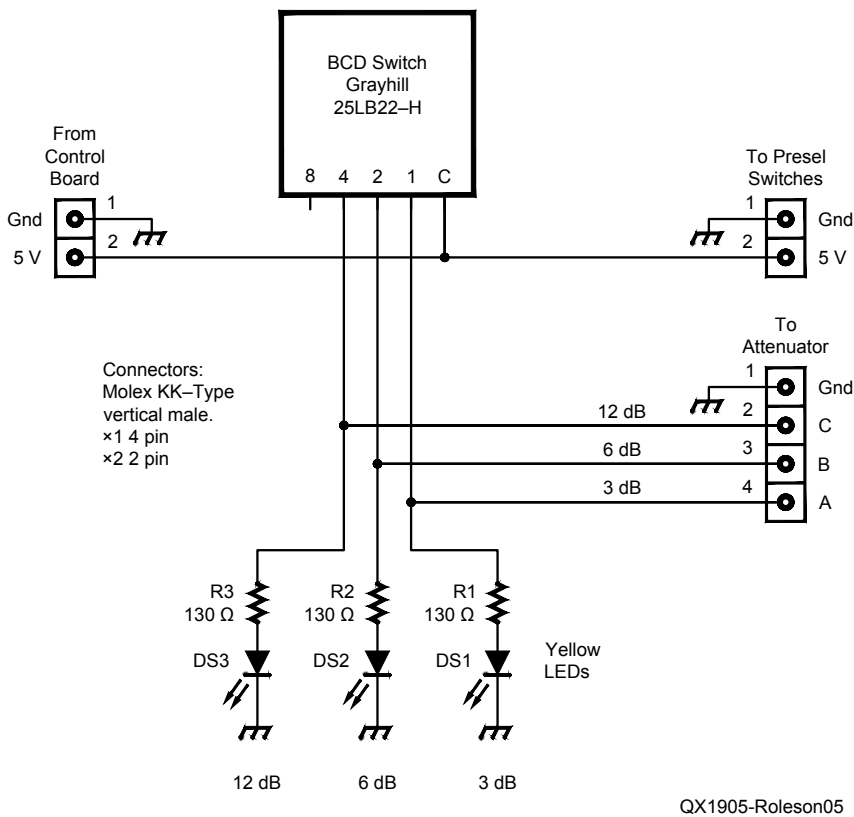 BCD Switch
Grayhill
25LB22–H
8 4 2 1 C
From
Control
Board
1
Gnd
2
5 V
To Presel
Switches
1
Gnd
2
5 V
To
Attenuator
1
Gnd
12 dB
2
C
6 dB
3
B
3 dB
4
A
Connectors:
Molex KK–Type
vertical male.
×1 4 pin
×2 2 pin
R3
130 Ω
R2
130 Ω
R1
130 Ω
DS3
DS2
DS1
Yellow
LEDs
12 dB
6 dB
3 dB
QX1905-Roleson05